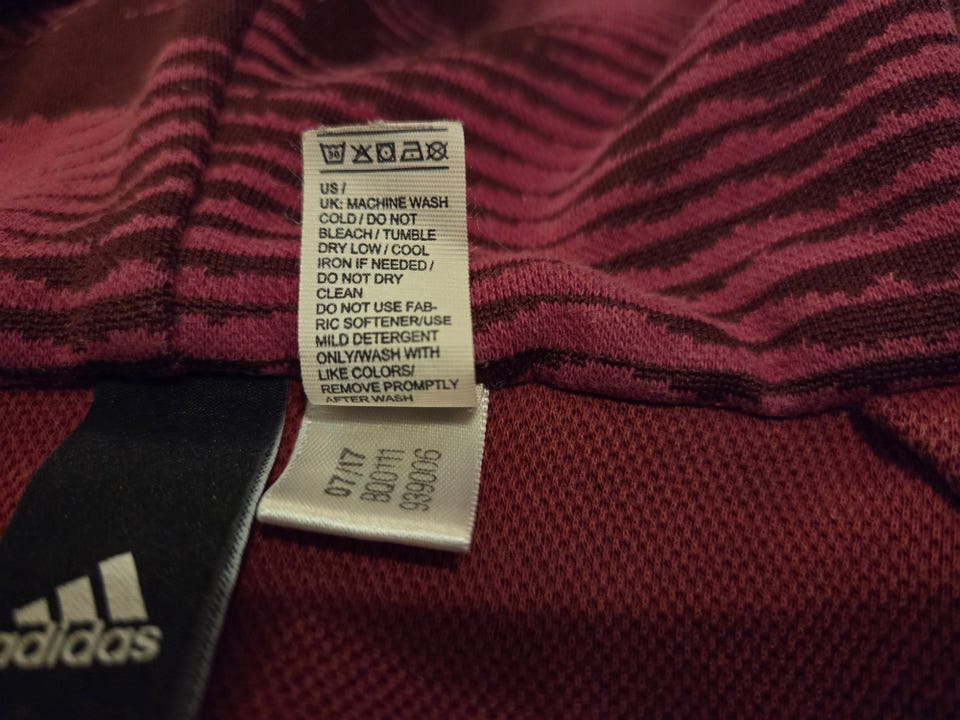 30
US /
UK: MACHINE WASH
COLD / DO NOT
BLEACH / TUMBLE
DRY LOW / COOL
IRON IF NEEDED /
DO NOT DRY
CLEAN
DO NOT USE FAB-
RIC SOFTENER/USE
MILD DETERGENT
ONLY/WASH WITH
LIKE COLORS/
REMOVE PROMPTLY
AFTER WASH
07/17
BQ0111
939006
adidas